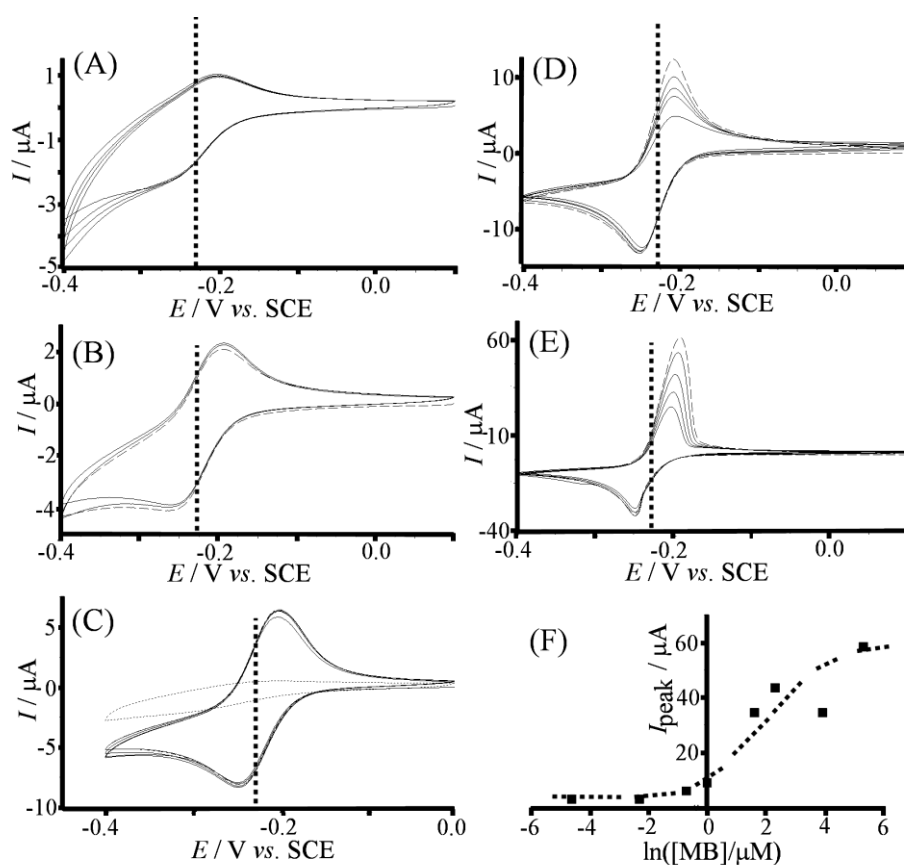 (A)
1
-1
-3
-5
I / µA
-0.4
-0.2
0.0
E / V vs. SCE
(B)
2
0
-2
-4
I / µA
-0.4
-0.2
0.0
E / V vs. SCE
(C)
5
0
-5
-10
I / µA
-0.4
-0.2
0.0
E / V vs. SCE
(D)
10
0
-10
I / µA
-0.4
-0.2
0.0
E / V vs. SCE
(E)
60
10
-40
I / µA
-0.4
-0.2
0.0
E / V vs. SCE
(F)
60
40
20
Ipeak / µA
-6
-4
-2
0
2
4
6
ln([MB]/µM)